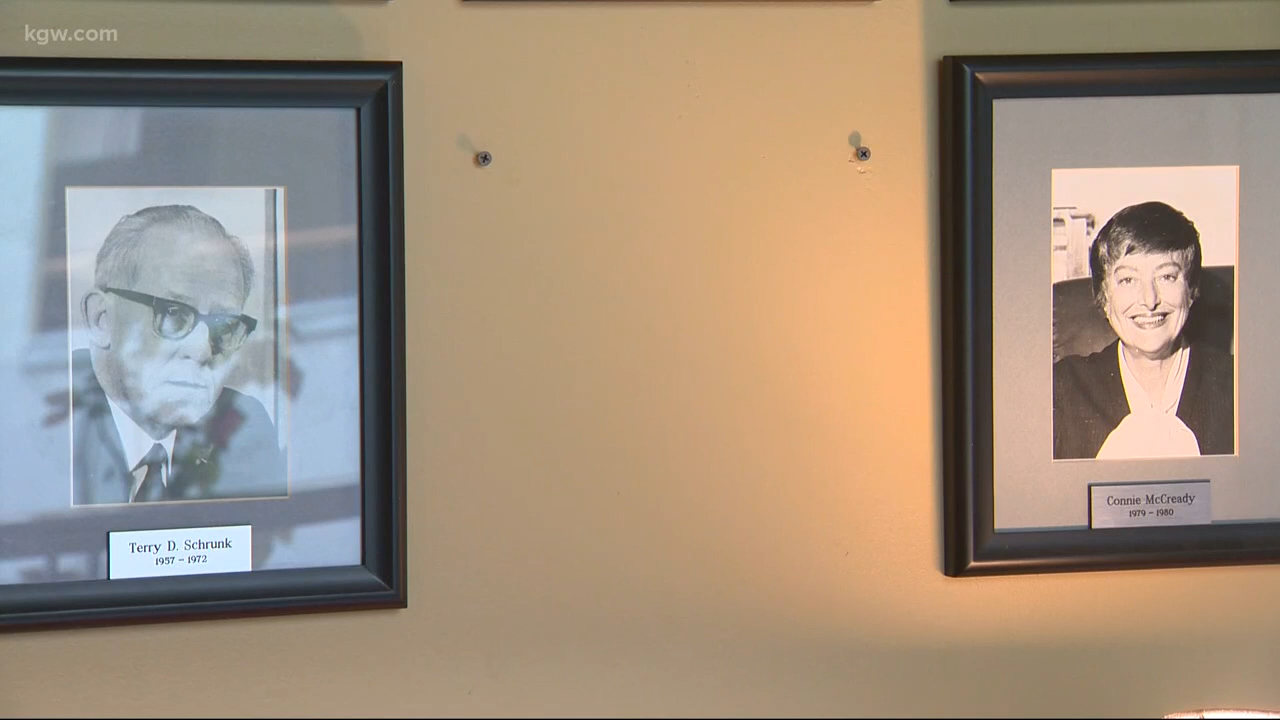 kgw.com
Terry D. Schrunk
1957 – 1972
Connie McCready
1979 – 1980